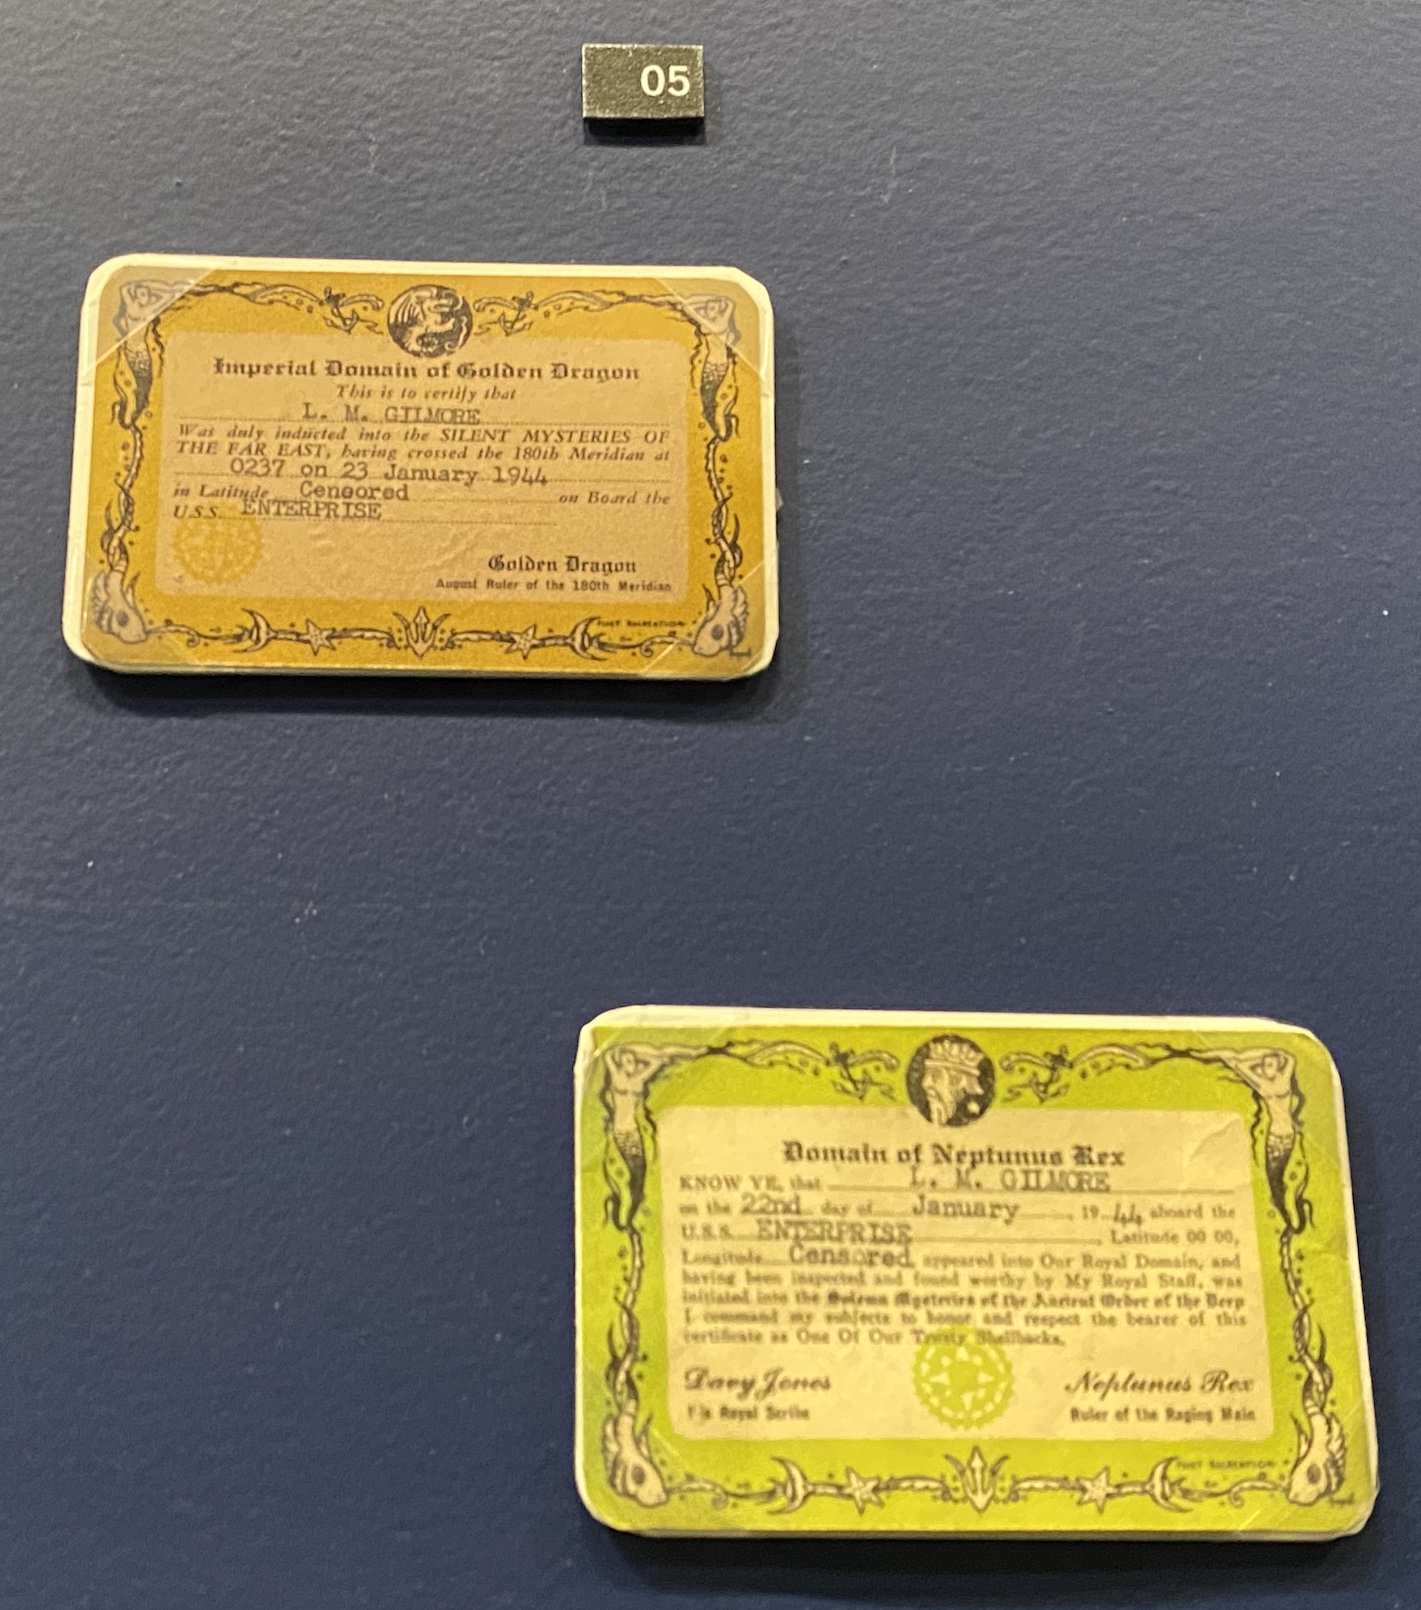 05
Imperial Domain of Golden Dragon
This is to certify that
L. M. GILMORE
Was duly inducted into the SILENT MYSTERIES OF
THE FAR EAST, having crossed the 180th Meridian at
0237 on 23 January 1944
in Latitude Censored on Board the
U.S.S. ENTERPRISE
Golden Dragon
August Ruler of the 180th Meridian
Domain of Neptunus Rex
KNOW YE, that L. M. GILMORE
on the 22nd day of January, 19 44 aboard the
U.S.S. ENTERPRISE, Latitude 00 00,
Longitude Censored appeared into Our Royal Domain, and
having been inspected and found worthy by My Royal Staff, was
initiated into the Solemn Mysteries of the Ancient Order of the Deep
I command my subjects to honor and respect the bearer of this
certificate as One Of Our Trusty Shellbacks.
Davy Jones
Neptunus Rex
His Royal Scribe
Ruler of the Raging Main